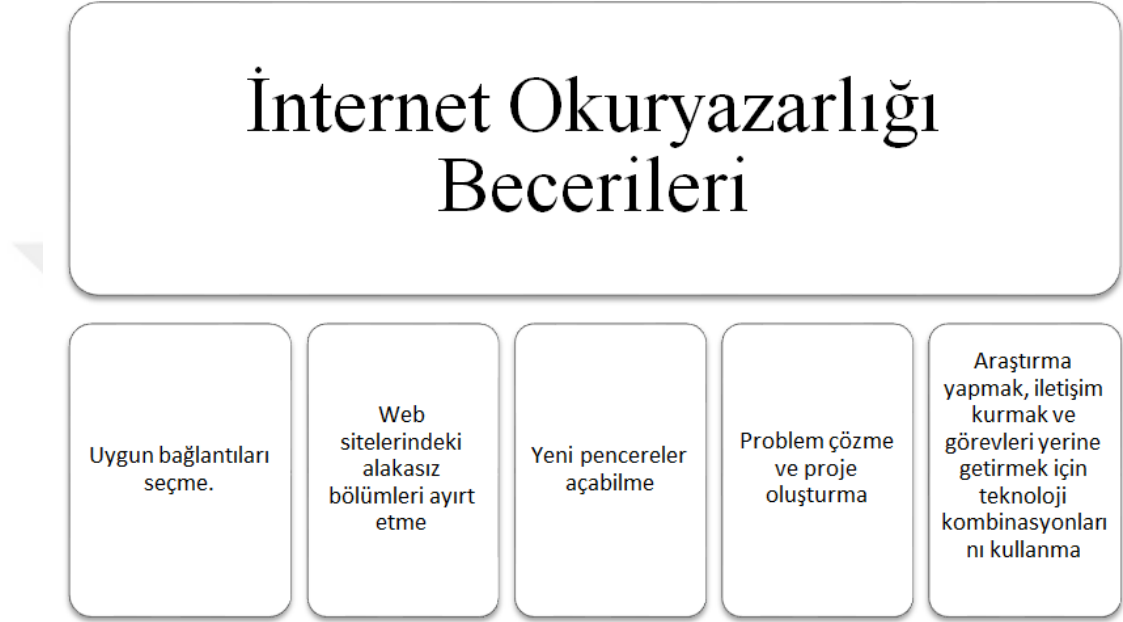 İnternet Okuryazarlığı
Becerileri
Uygun bağlantıları
seçme.
Web
sitelerindeki
alakasız
bölümleri ayırt
etme
Yeni pencereler
açabilme
Problem çözme
ve proje
oluşturma
Araştırma
yapmak, iletişim
kurmak ve
görevleri yerine
getirmek için
teknoloji
kombinasyonları
nı kullanma